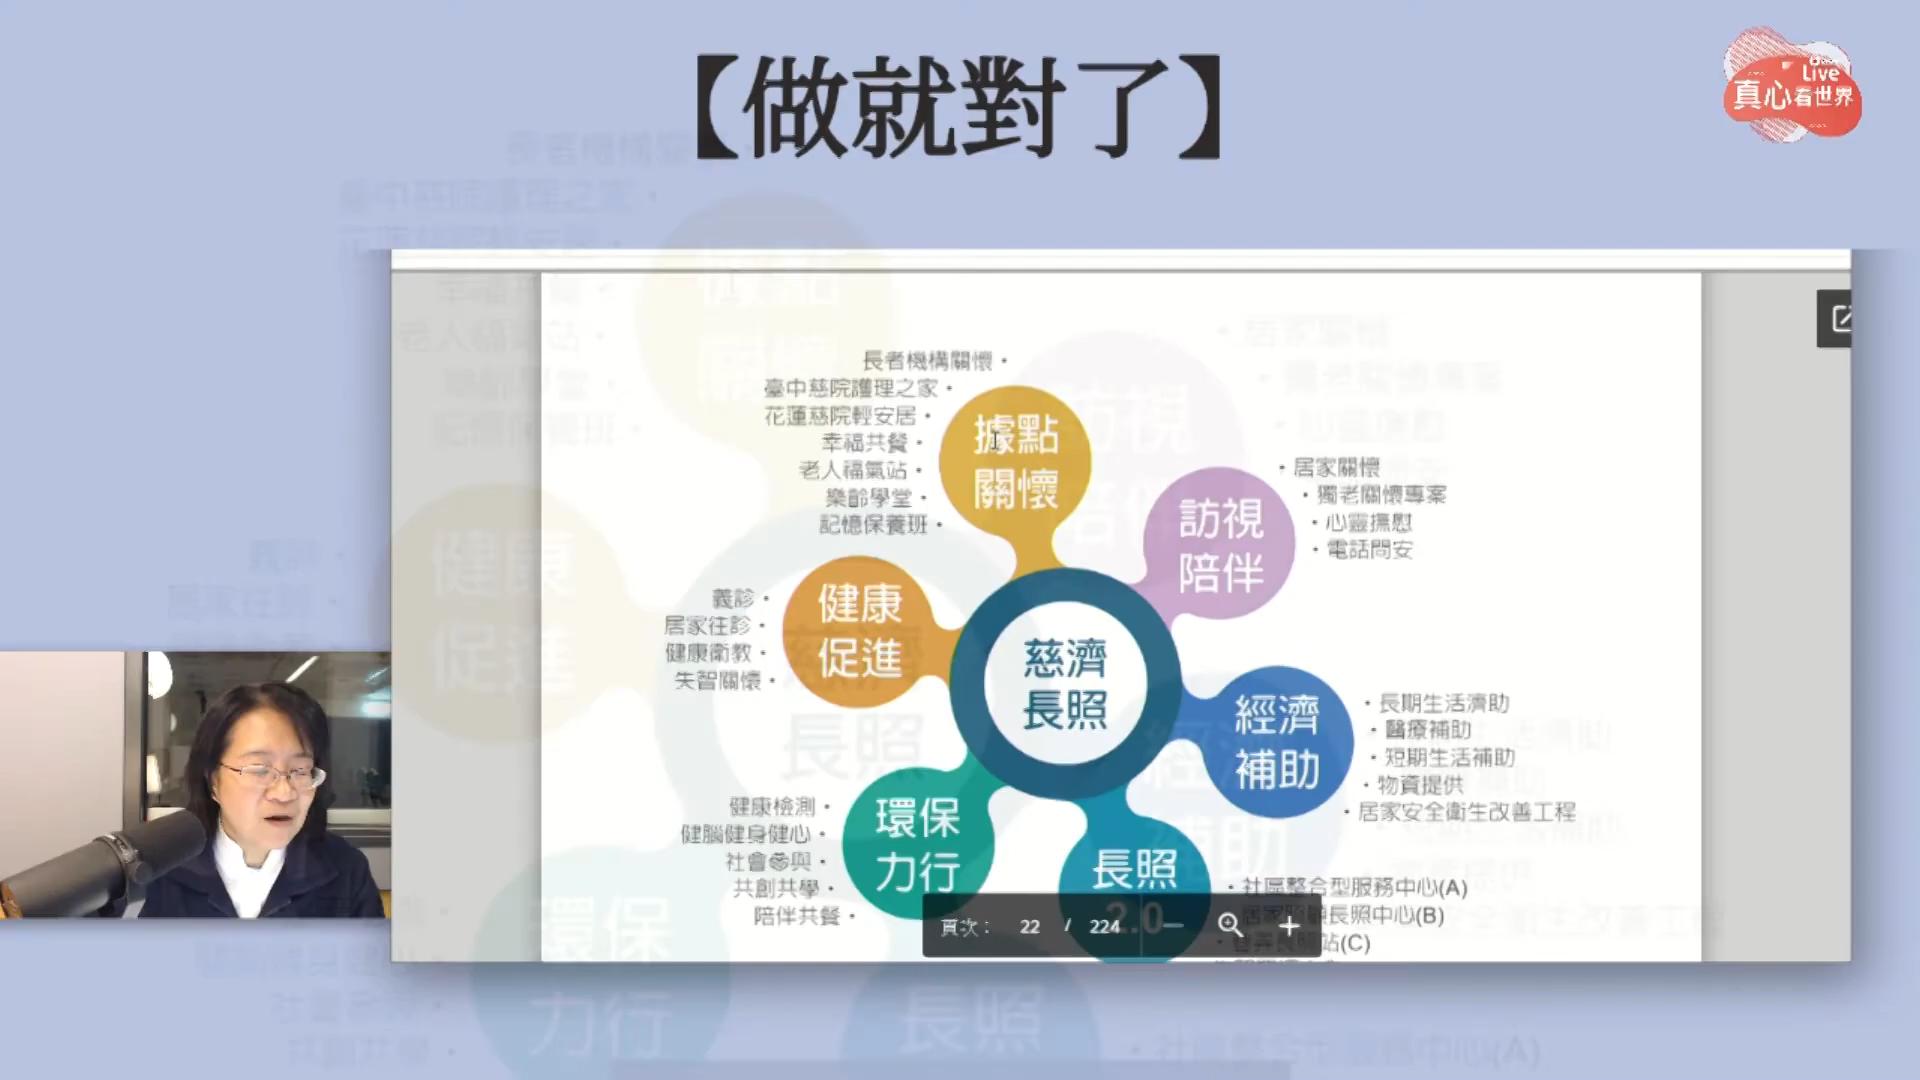 【做就對了】
Live
真心看世界
長者機構關懷・
臺中慈院護理之家・
花蓮慈院輕安居・
幸福共餐・
老人福氣站・
樂齡學堂・
記憶保養班・
據點
關懷
訪視
陪伴
・居家關懷
・獨老關懷專案
・心靈撫慰
・電話問安
義診・
居家往診・
健康衛教・
失智關懷・
健康
促進
慈濟
長照
經濟
補助
・長期生活濟助
・醫療補助
・短期生活補助
・物資提供
・居家安全衛生改善工程
健康檢測・
健腦健身健心・
社會參與・
共創共學・
陪伴共餐・
環保
力行
長照
2.0
・社區整合型服務中心(A)
長照中心(B)
站(C)
頁次： 22 / 224